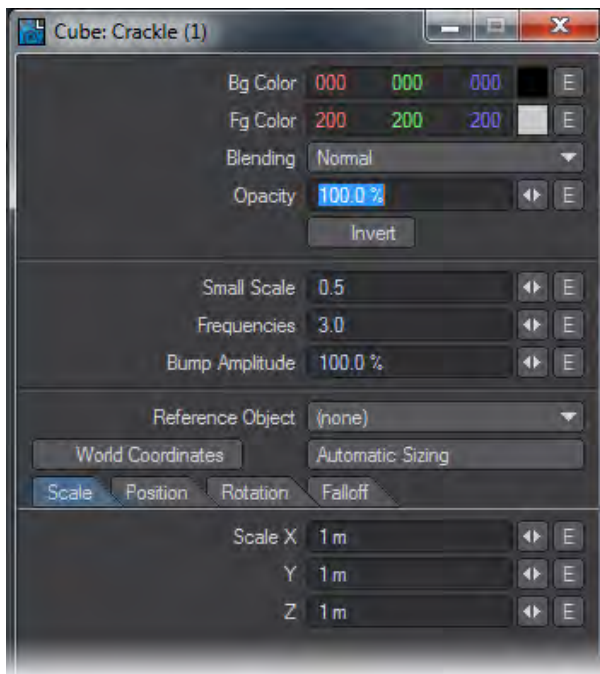 Cube: Crackle (1)
Bg Color 000 000 000 E
Fg Color 200 200 200 E
Blending Normal
Opacity 100.0 % E
Invert
Small Scale 0.5 E
Frequencies 3.0 E
Bump Amplitude 100.0 % E
Reference Object (none)
World Coordinates Automatic Sizing
Scale Position Rotation Falloff
Scale X 1 m E
Y 1 m E
Z 1 m E